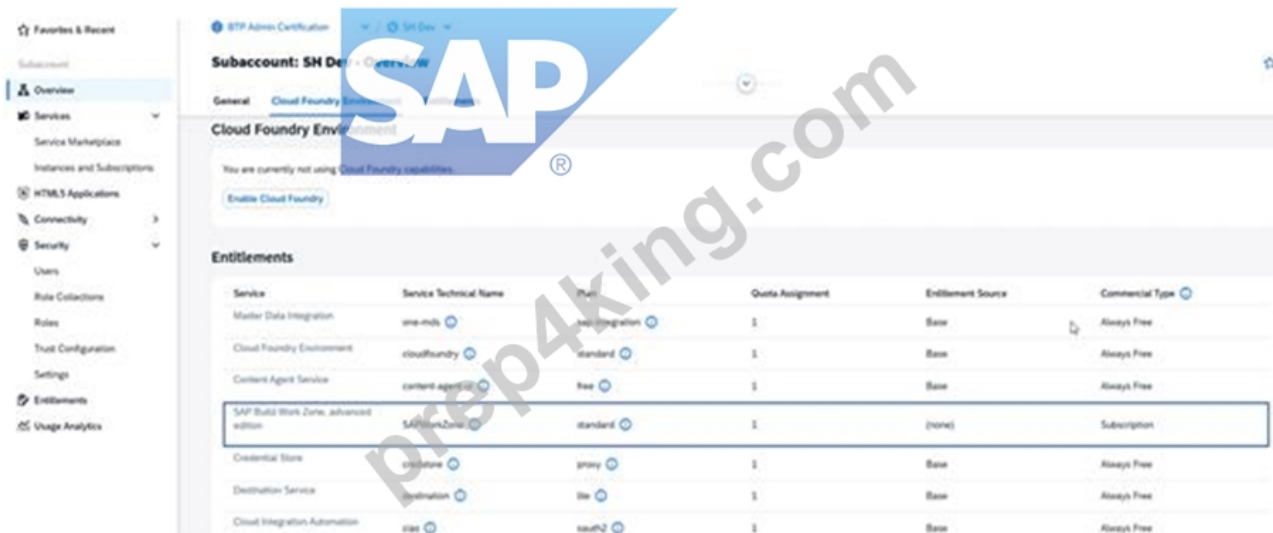 Favorites & Recent
BTP Admin Certification / SH Dev
Subaccount
Subaccount: SH Dev - Overview
Overview
General Cloud Foundry Environment Entitlements
Services
Cloud Foundry Environment
Service Marketplace
Instances and Subscriptions
You are currently not using Cloud Foundry capabilities.
HTML5 Applications
Enable Cloud Foundry
Connectivity
Security
Entitlements
Users
Role Collections
Roles
Trust Configuration
Settings
Entitlements
Usage Analytics
Service Service Technical Name Plan Quota Assignment Entitlement Source Commercial Type
Master Data Integration one-mds sap-integration 1 Base Always Free
Cloud Foundry Environment cloudfoundry standard 1 Base Always Free
Content Agent Service content-agent-ui free 1 Base Always Free
SAP Build Work Zone, advanced
edition SAPWorkZone standard 1 (none) Subscription
Credential Store credstore proxy 1 Base Always Free
Destination Service destination lite 1 Base Always Free
Cloud Integration Automation cias oauth2 1 Base Always Free
SAP
®
prep4king.com